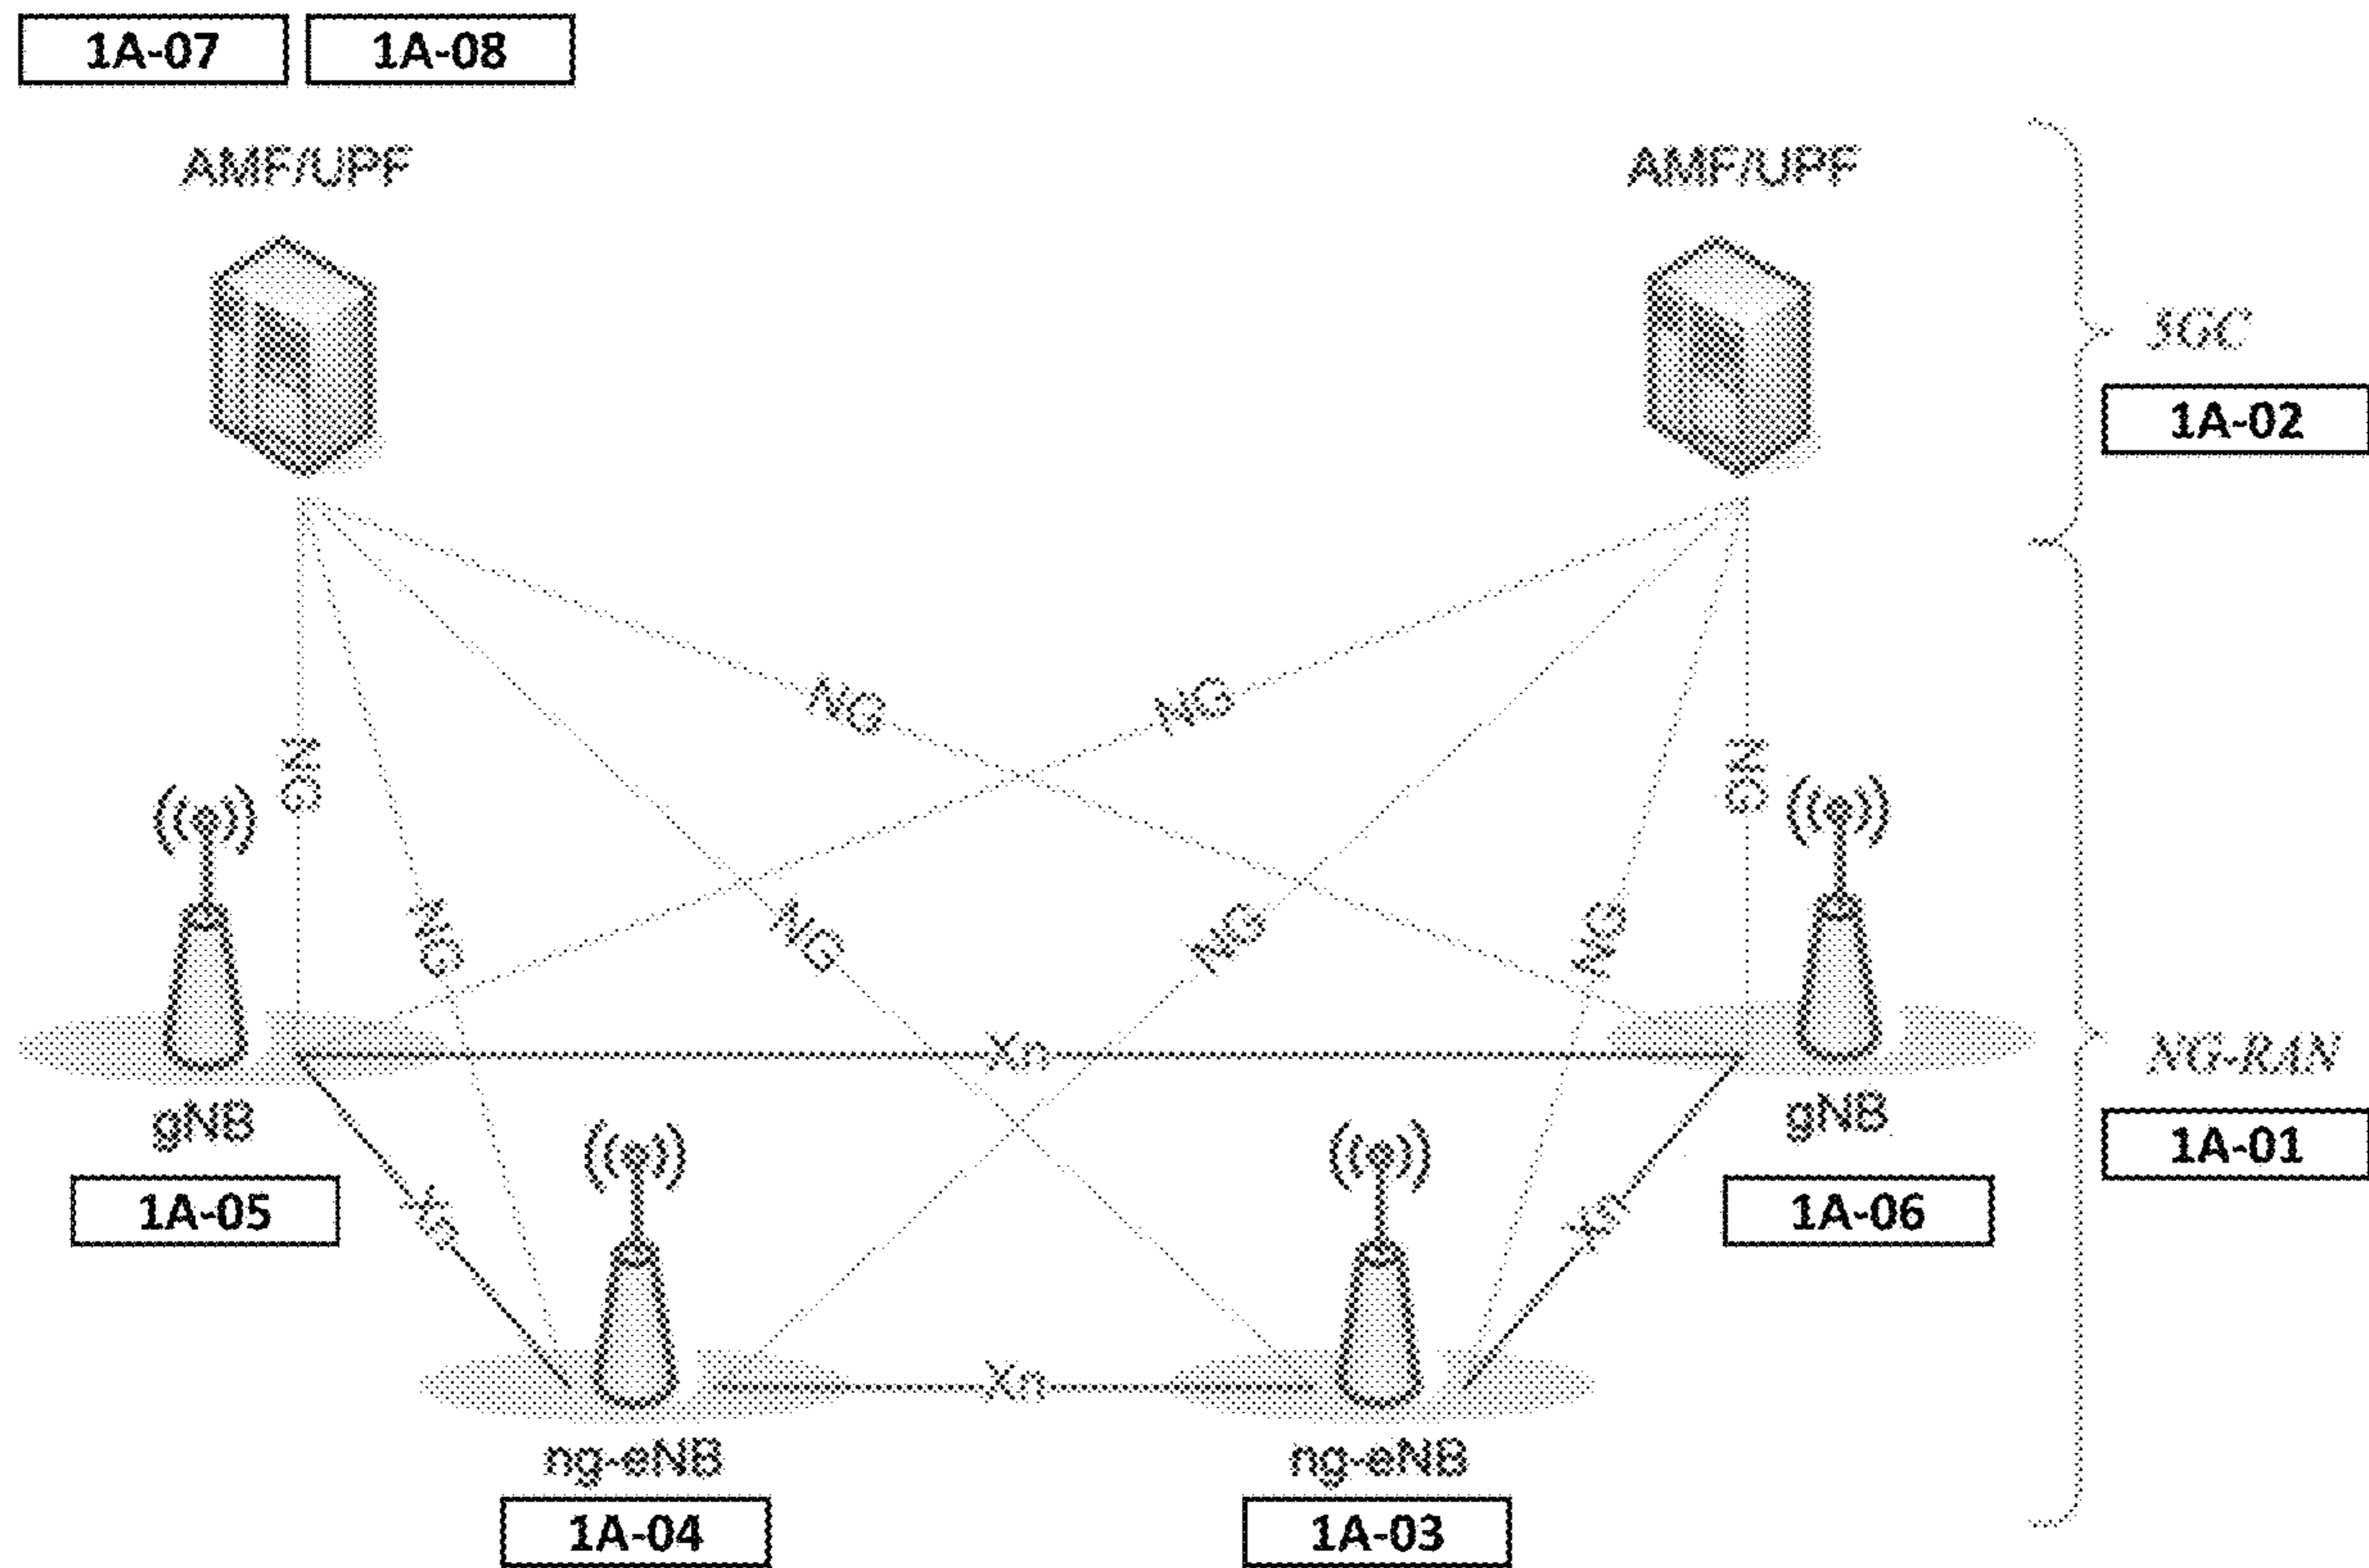 1A-07 1A-08
AMF/UPF AMF/UPF
5GC
1A-02
NG NG
NG NG
NG NG NG NG
Xn
gNB gNB
NG-RAN
1A-01
1A-05 1A-06
Xn Xn
Xn
ng-eNB ng-eNB
1A-04 1A-03